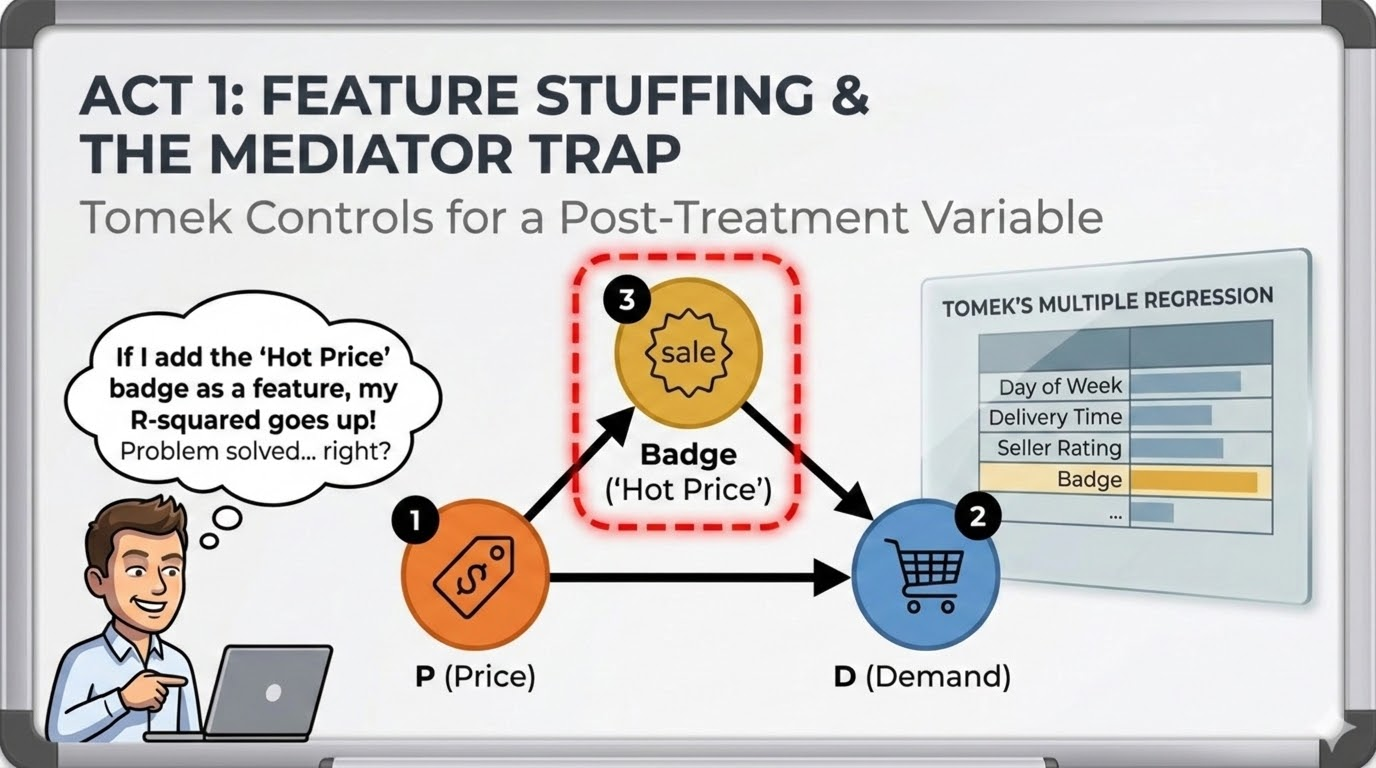 ACT 1: FEATURE STUFFING &
THE MEDIATOR TRAP
Tomek Controls for a Post-Treatment Variable
If I add the ‘Hot Price’
badge as a feature, my
R-squared goes up!
Problem solved... right?
3
sale
Badge
(‘Hot Price’)
1
$
P (Price)
2
D (Demand)
TOMEK’S MULTIPLE REGRESSION
Day of Week
Delivery Time
Seller Rating
Badge
...